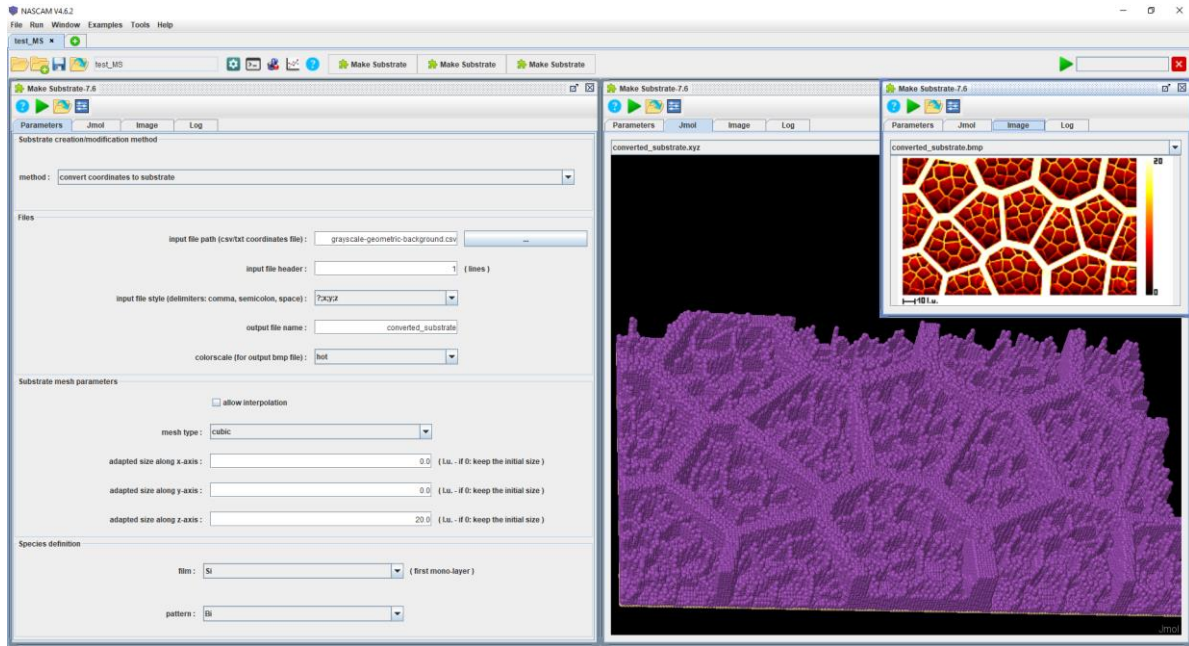 NASCAM V4.6.2
File Run Window Examples Tools Help
test_MS
test_MS Make Substrate Make Substrate Make Substrate
Make Substrate-7.6
Parameters Jmol Image Log
Substrate creation/modification method
method : convert coordinates to substrate
Files
input file path (csv/txt coordinates file) : grayscale-geometric-background.csv ...
input file header : 1 ( lines )
input file style (delimiters: comma, semicolon, space) : ?;x;y;z
output file name : converted_substrate
colorscale (for output bmp file) : hot
Substrate mesh parameters
allow interpolation
mesh type : cubic
adapted size along x-axis : 0.0 ( l.u. - if 0: keep the initial size )
adapted size along y-axis : 0.0 ( l.u. - if 0: keep the initial size )
adapted size along z-axis : 20.0 ( l.u. - if 0: keep the initial size )
Species definition
film : Si ( first mono-layer )
pattern : Bi
Make Substrate-7.6
Parameters Jmol Image Log
converted_substrate.xyz
Jmol
Make Substrate-7.6
Parameters Jmol Image Log
converted_substrate.bmp
20
0
10 l.u.